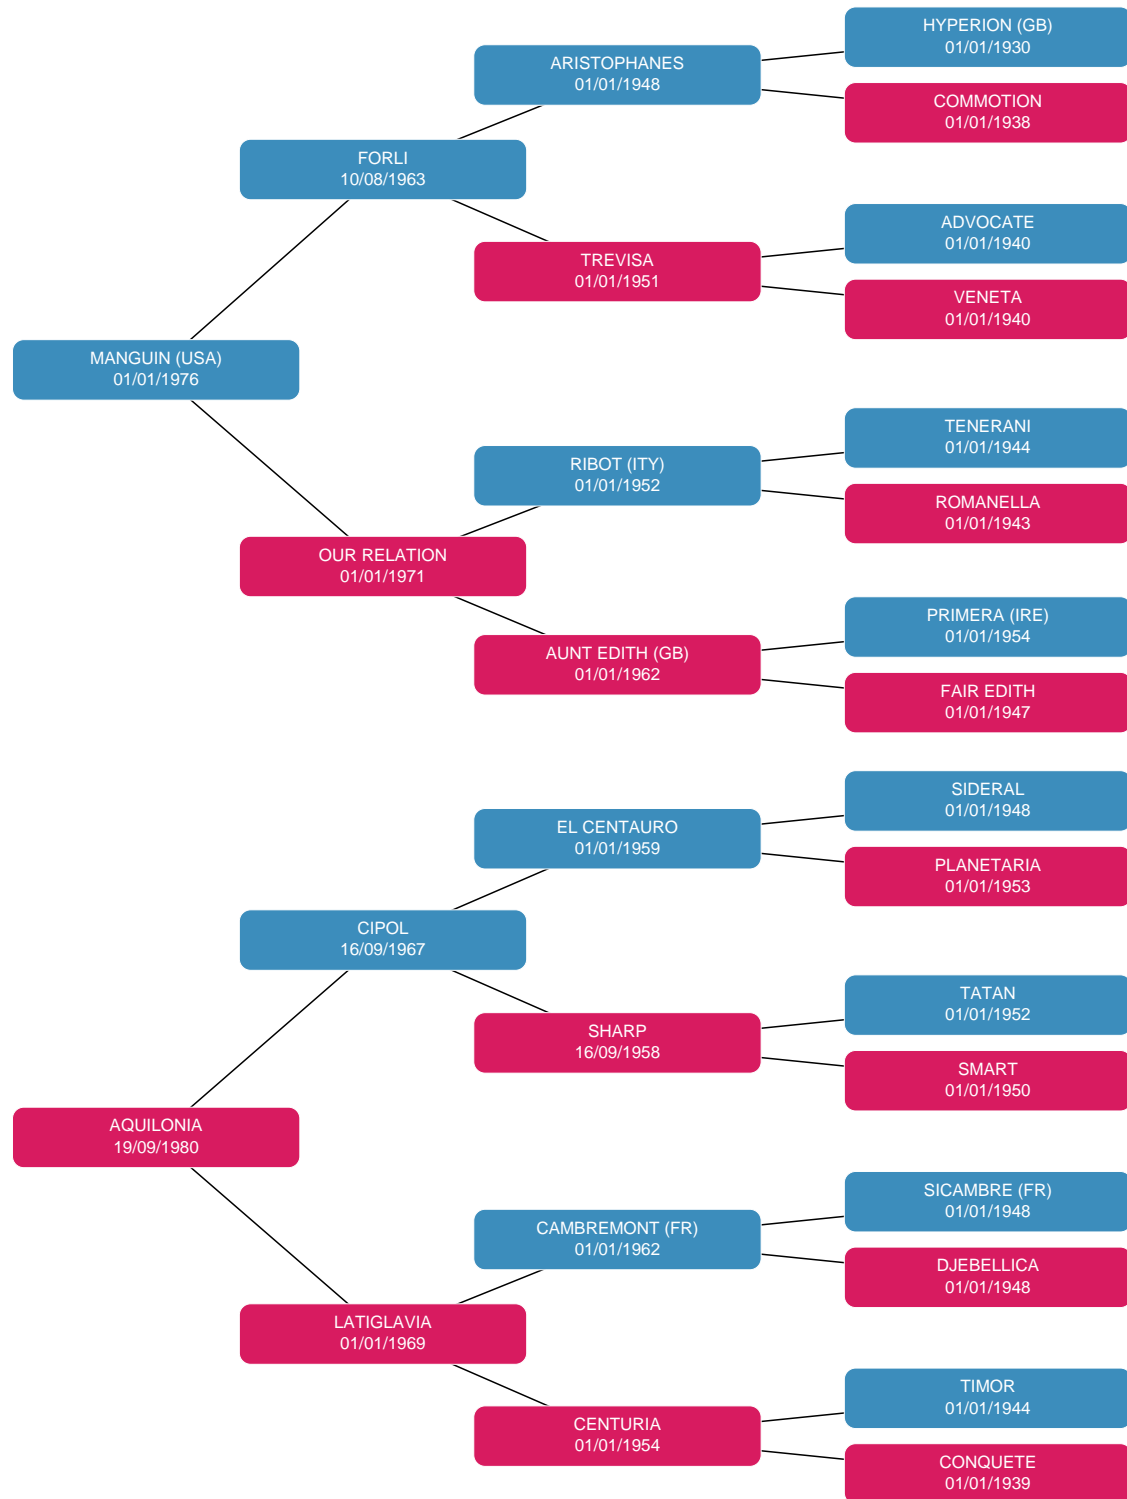 HYPERION (GB)
01/01/1930
ARISTOPHANES
01/01/1948
COMMOTION
01/01/1938
FORLI
10/08/1963
ADVOCATE
01/01/1940
TREVISA
01/01/1951
VENETA
01/01/1940
MANGUIN (USA)
01/01/1976
TENERANI
01/01/1944
RIBOT (ITY)
01/01/1952
ROMANELLA
01/01/1943
OUR RELATION
01/01/1971
PRIMERA (IRE)
01/01/1954
AUNT EDITH (GB)
01/01/1962
FAIR EDITH
01/01/1947
SIDERAL
01/01/1948
EL CENTAURO
01/01/1959
PLANETARIA
01/01/1953
CIPOL
16/09/1967
TATAN
01/01/1952
SHARP
16/09/1958
SMART
01/01/1950
AQUILONIA
19/09/1980
SICAMBRE (FR)
01/01/1948
CAMBREMONT (FR)
01/01/1962
DJEBELLICA
01/01/1948
LATIGLAVIA
01/01/1969
TIMOR
01/01/1944
CENTURIA
01/01/1954
CONQUETE
01/01/1939